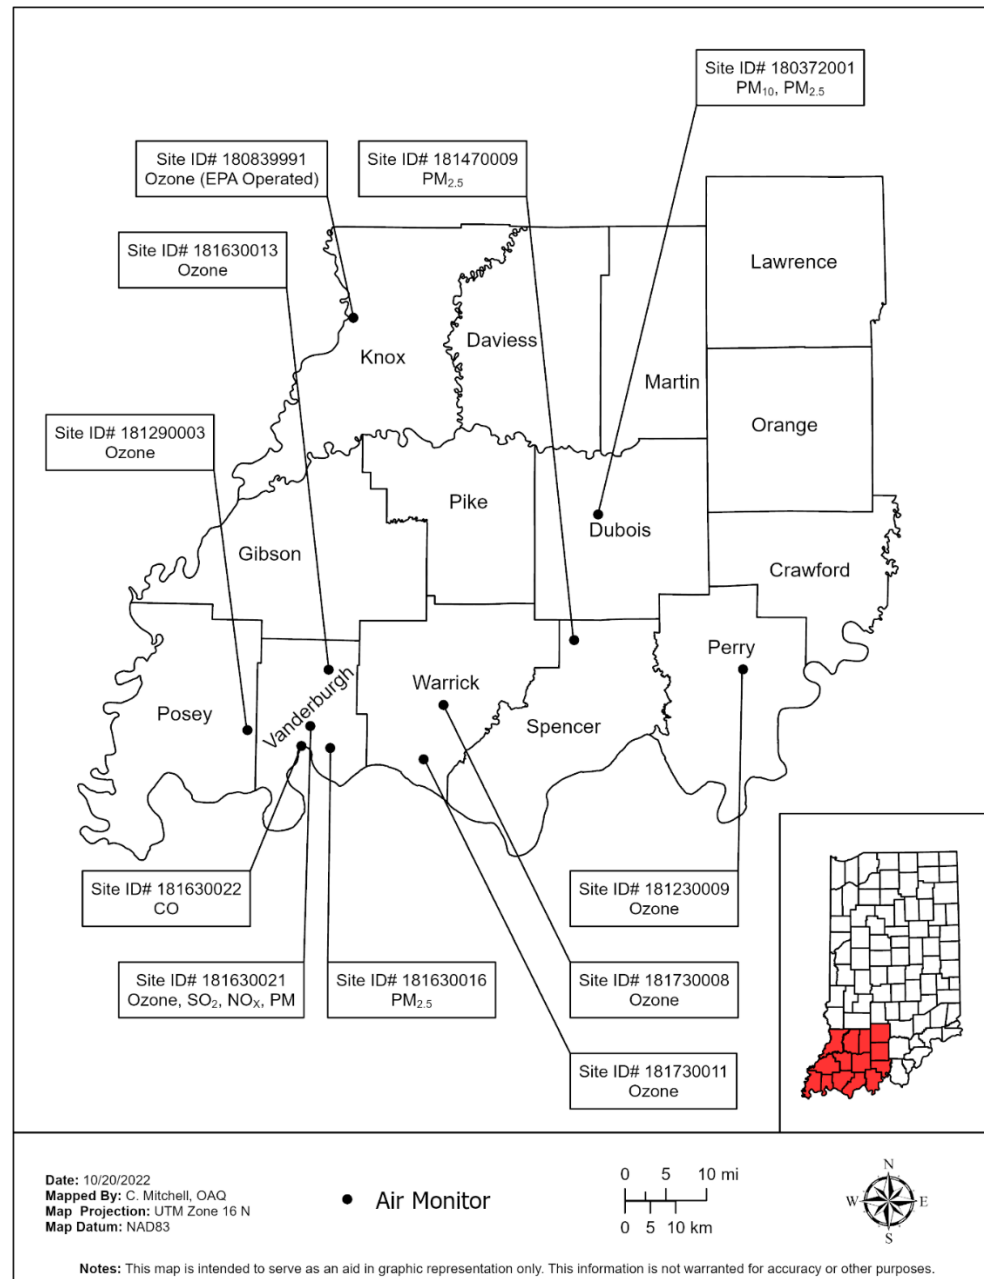 Site ID# 180372001
PM₁₀, PM₂.₅
Site ID# 180839991
Ozone (EPA Operated)
Site ID# 181470009
PM₂.₅
Site ID# 181630013
Ozone
Lawrence
Daviess
Knox
Martin
Site ID# 181290003
Ozone
Orange
Pike
Dubois
Gibson
Crawford
Perry
Warrick
Vanderburgh
Posey
Spencer
Site ID# 181630022
CO
Site ID# 181230009
Ozone
Site ID# 181630021
Ozone, SO₂, NOₓ, PM
Site ID# 181630016
PM₂.₅
Site ID# 181730008
Ozone
Site ID# 181730011
Ozone
Date: 10/20/2022
Mapped By: C. Mitchell, OAQ
Map Projection: UTM Zone 16 N
Map Datum: NAD83
Air Monitor
0 5 10 mi
0 5 10 km
N
W E
S
Notes: This map is intended to serve as an aid in graphic representation only. This information is not warranted for accuracy or other purposes.